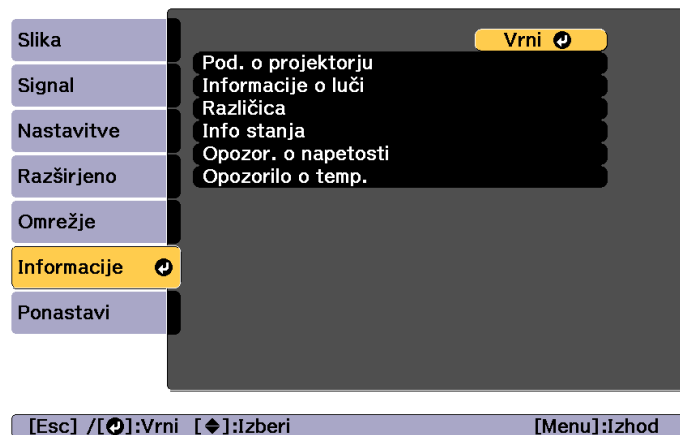 Slika
Signal
Nastavitve
Razširjeno
Omrežje
Informacije
Ponastavi
Vrni
Pod. o projektorju
Informacije o luči
Različica
Info stanja
Opozor. o napetosti
Opozorilo o temp.
[Esc] /[↵]:Vrni [♦]:Izberi [Menu]:Izhod